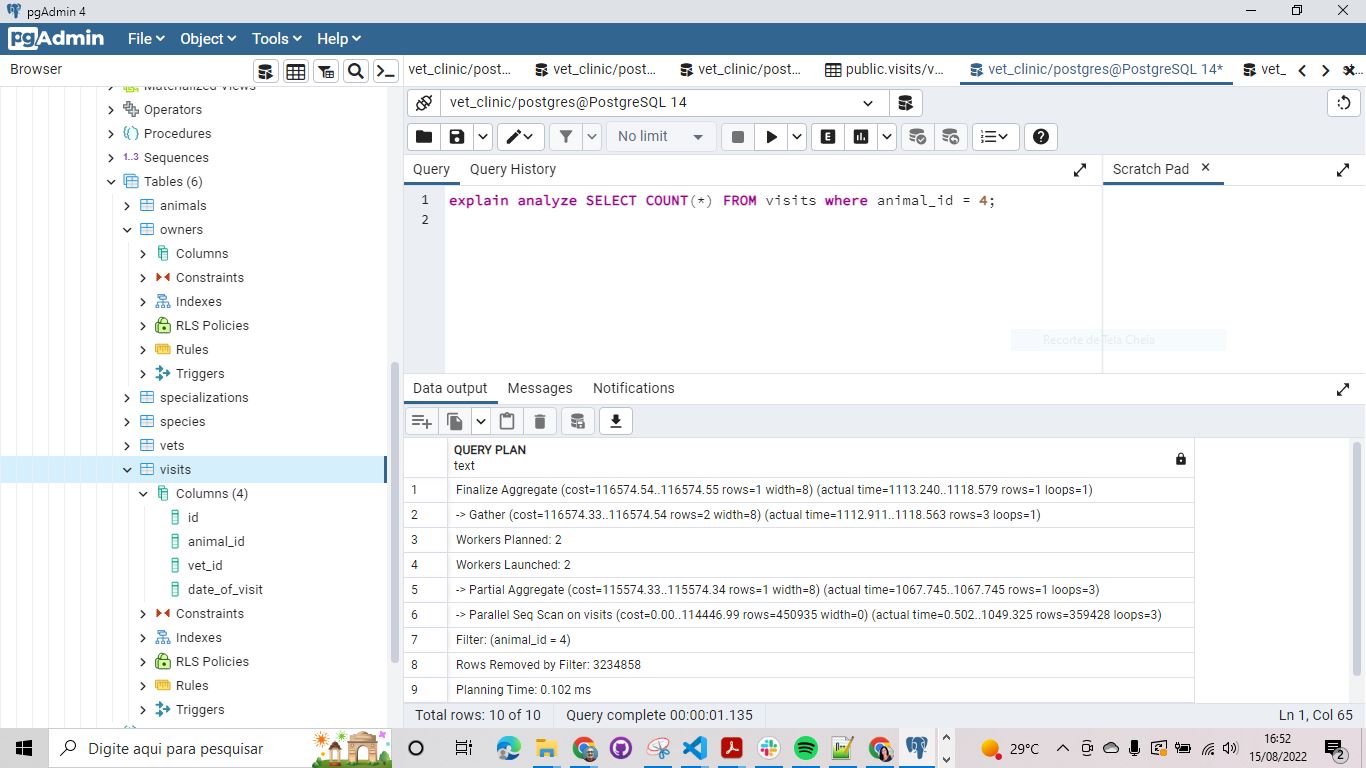 pgAdmin 4
pgAdmin File Object Tools Help
Browser
vet_clinic/post... vet_clinic/post... vet_clinic/post... public.visits/v... vet_clinic/postgres@PostgreSQL 14* vet_
vet_clinic/postgres@PostgreSQL 14
No limit
Query Query History Scratch Pad
1 explain analyze SELECT COUNT(*) FROM visits where animal_id = 4;
2
Recorte de Tela Cheia
Materialized Views
Operators
Procedures
1..3 Sequences
Tables (6)
animals
owners
Columns
Constraints
Indexes
RLS Policies
Rules
Triggers
specializations
species
vets
visits
Columns (4)
id
animal_id
vet_id
date_of_visit
Constraints
Indexes
RLS Policies
Rules
Triggers
Data output Messages Notifications
QUERY PLAN
text
1 Finalize Aggregate (cost=116574.54..116574.55 rows=1 width=8) (actual time=1113.240..1118.579 rows=1 loops=1)
2 -> Gather (cost=116574.33..116574.54 rows=2 width=8) (actual time=1112.911..1118.563 rows=3 loops=1)
3 Workers Planned: 2
4 Workers Launched: 2
5 -> Partial Aggregate (cost=115574.33..115574.34 rows=1 width=8) (actual time=1067.745..1067.745 rows=1 loops=3)
6 -> Parallel Seq Scan on visits (cost=0.00..114446.99 rows=450935 width=0) (actual time=0.502..1049.325 rows=359428 loops=3)
7 Filter: (animal_id = 4)
8 Rows Removed by Filter: 3234858
9 Planning Time: 0.102 ms
Total rows: 10 of 10 Query complete 00:00:01.135 Ln 1, Col 65
Digite aqui para pesquisar
29°C
16:52
15/08/2022
2